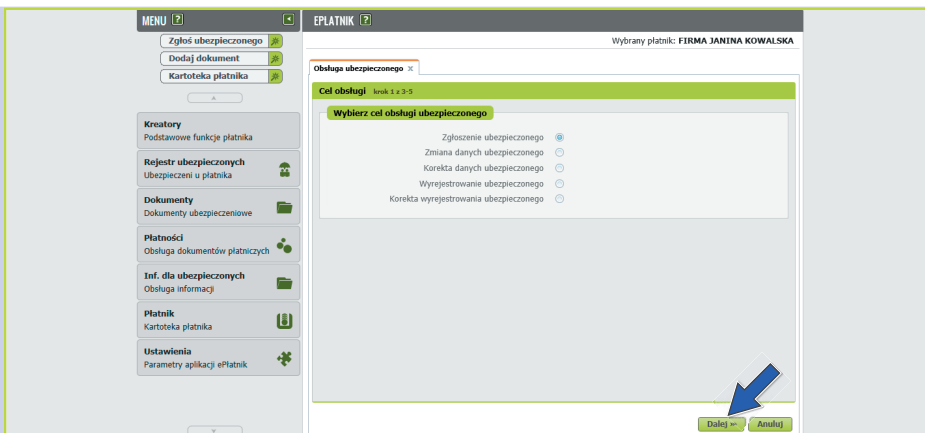 MENU ?
Zgłoś ubezpieczonego
Dodaj dokument
Kartoteka płatnika
Kreatory
Podstawowe funkcje płatnika
Rejestr ubezpieczonych
Ubezpieczeni u płatnika
Dokumenty
Dokumenty ubezpieczeniowe
Płatności
Obsługa dokumentów płatniczych
Inf. dla ubezpieczonych
Obsługa informacji
Płatnik
Kartoteka płatnika
Ustawienia
Parametry aplikacji ePłatnik
EPŁATNIK ?
Wybrany płatnik: FIRMA JANINA KOWALSKA
Obsługa ubezpieczonego x
Cel obsługi krok 1 z 3-5
Wybierz cel obsługi ubezpieczonego
Zgłoszenie ubezpieczonego
Zmiana danych ubezpieczonego
Korekta danych ubezpieczonego
Wyrejestrowanie ubezpieczonego
Korekta wyrejestrowania ubezpieczonego
Dalej
Anuluj